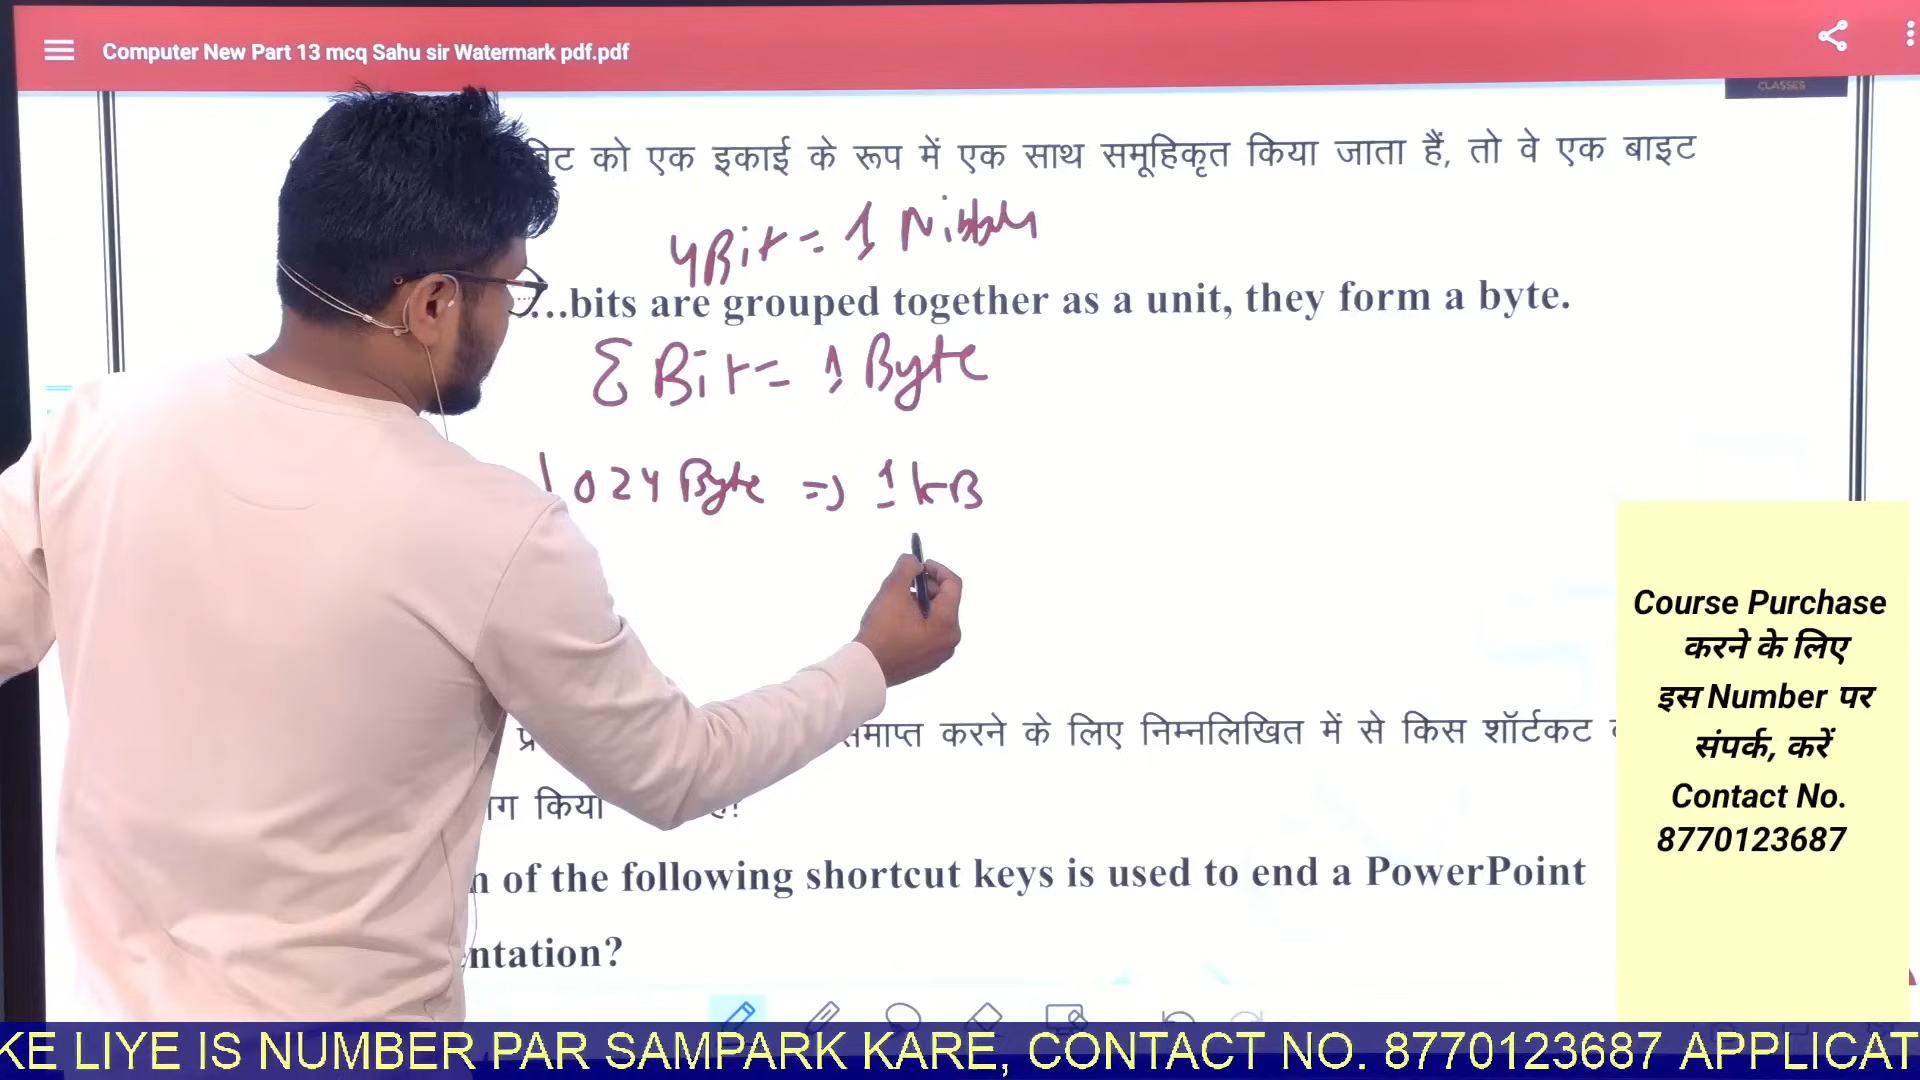 Computer New Part 13 mcq Sahu sir Watermark pdf.pdf
CLASSES
को एक इकाई के रूप में एक साथ समूहिकृत किया जाता हैं, तो वे एक बाइट
4Bit = 1 Nibble
...bits are grouped together as a unit, they form a byte.
8 Bit = 1 Byte
1024 Byte => 1 kB
समाप्त करने के लिए निम्नलिखित में से किस शॉर्टकट
किया
of the following shortcut keys is used to end a PowerPoint
ntation?
Course Purchase
करने के लिए
इस Number पर
संपर्क, करें
Contact No.
8770123687
KE LIYE IS NUMBER PAR SAMPARK KARE, CONTACT NO. 8770123687 APPLICAT